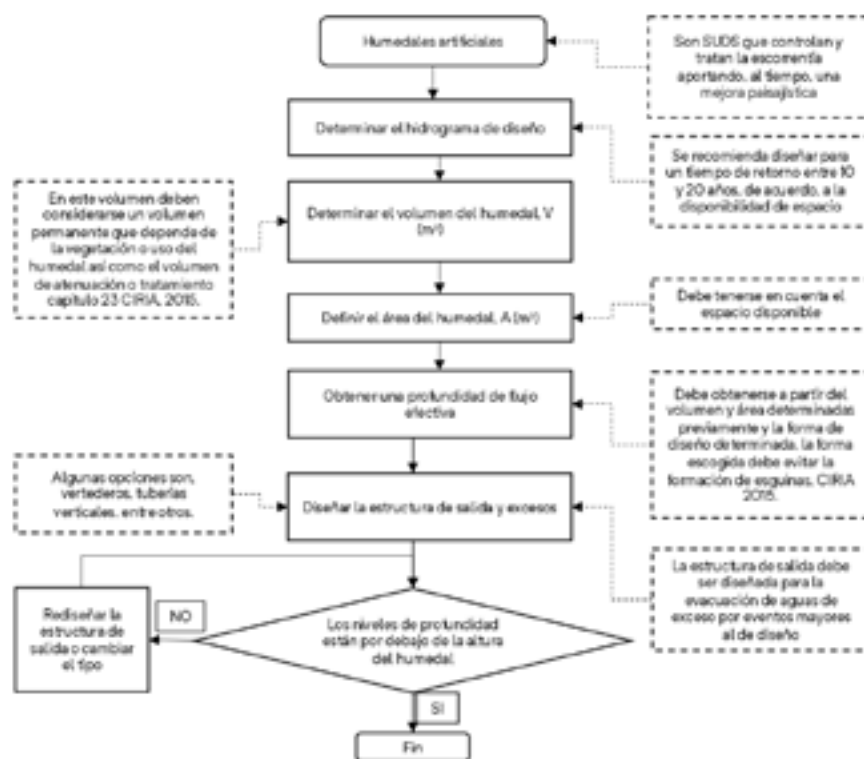 Humedales artificiales
Son SUDS que controlan y
tratan la escorrentía
aportando, al tiempo, una
mejora paisajística
Determinar el hidrograma de diseño
Se recomienda diseñar para
un tiempo de retorno entre 10
y 20 años, de acuerdo, a la
disponibilidad de espacio
En este volumen deben
considerarse un volumen
permanente que depende de
la vegetación o uso del
humedal así como el volumen
de atenuación o tratamiento
capítulo 23 CIRIA, 2015.
Determinar el volumen del humedal, V
(m³)
Definir el área del humedal, A (m²)
Debe tenerse en cuenta el
espacio disponible
Obtener una profundidad de flujo
efectiva
Debe obtenerse a partir del
volumen y área determinadas
previamente y la forma de
diseño determinada, la forma
escogida debe evitar la
formación de esquinas, CIRIA
2015.
Algunas opciones son,
vertederos, tuberías
verticales, entre otros.
Diseñar la estructura de salida y excesos
La estructura de salida debe
ser diseñada para la
evacuación de aguas de
exceso por eventos mayores
al de diseño
Rediseñar la
estructura de
salida o cambiar
el tipo
NO
Los niveles de profundidad
están por debajo de la altura
del humedal
SI
Fin